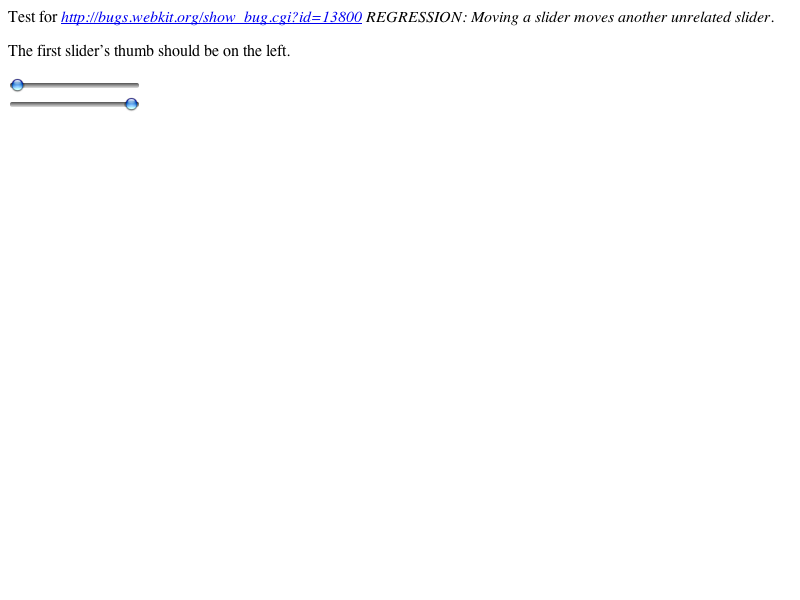 Test for http://bugs.webkit.org/show_bug.cgi?id=13800 REGRESSION: Moving a slider moves another unrelated slider.
The first slider’s thumb should be on the left.